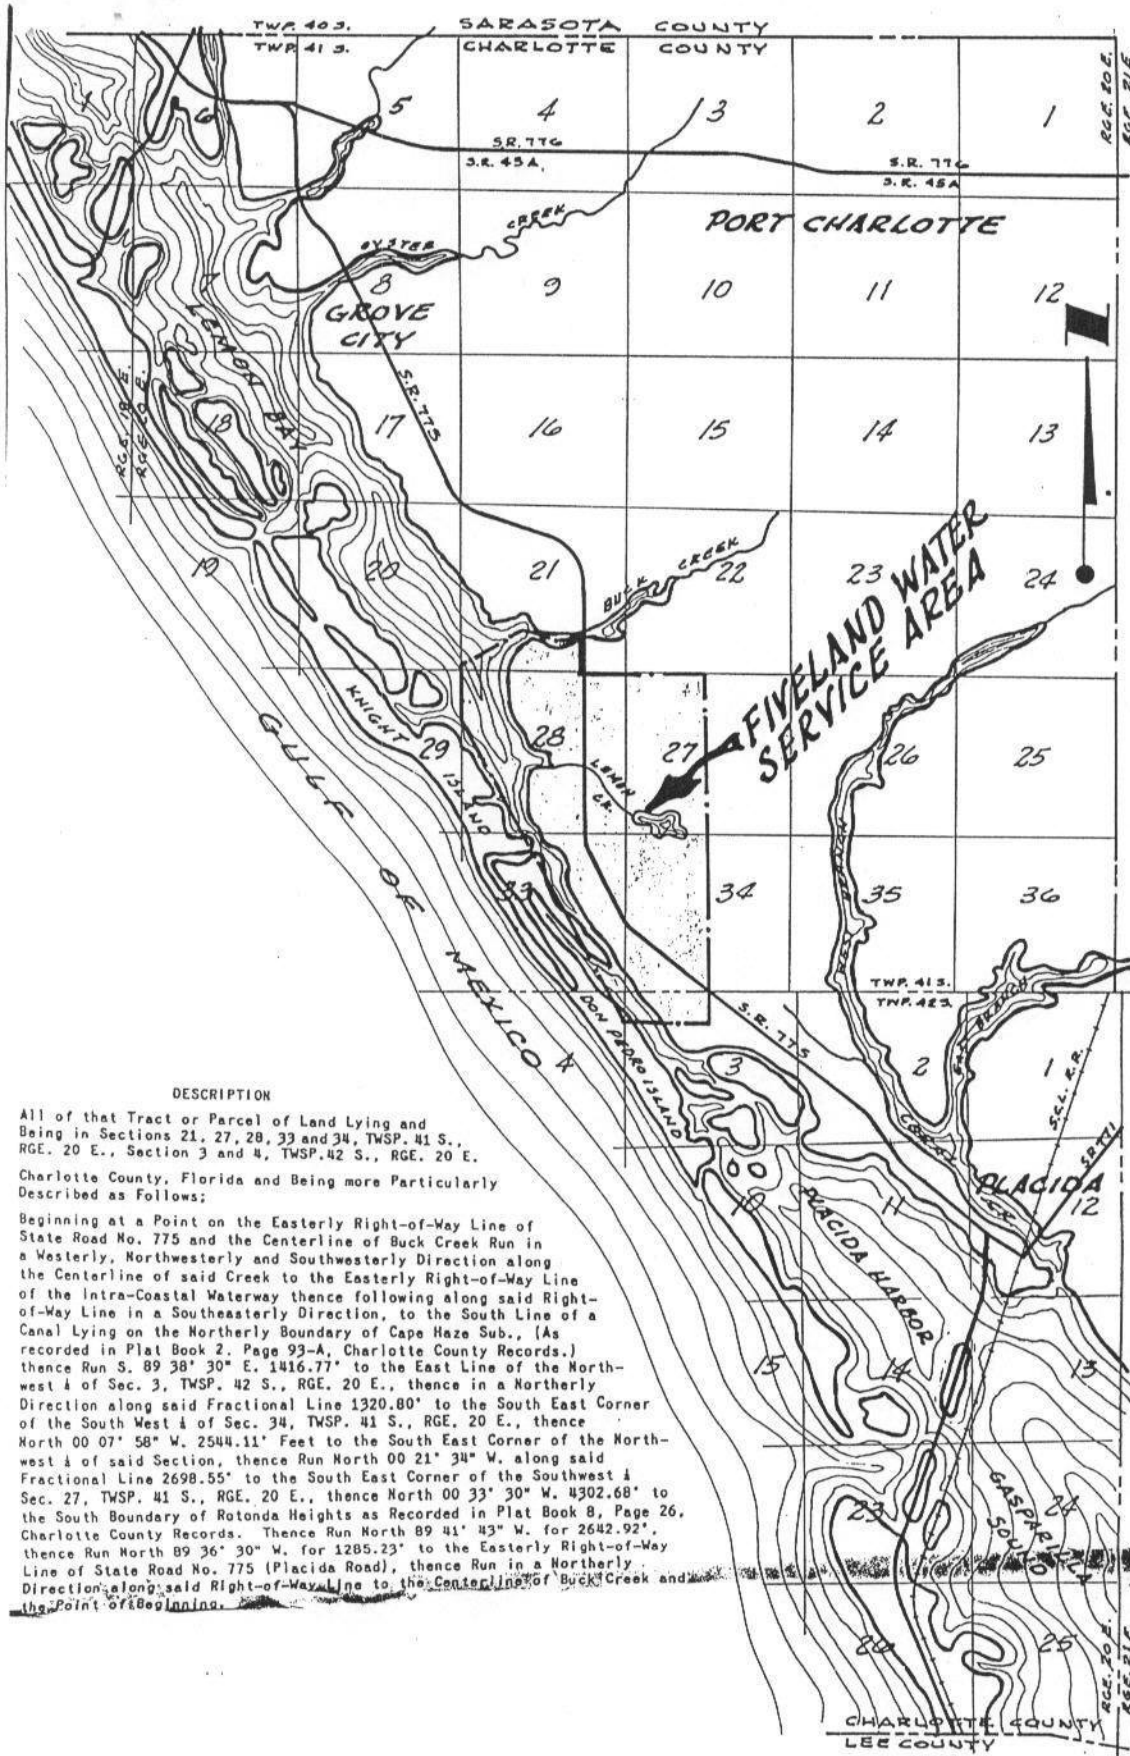 TWP. 40 S. SARASOTA COUNTY
TWP. 41 S. CHARLOTTE COUNTY
RGE. 20 E.
RGE. 21 E.
1 6 5 4 3 2 1
S.R. 776
S.R. 45A.
S.R. 776
S.R. 45A
PORT CHARLOTTE
OYSTER CREEK
7 8 9 10 11 12
GROVE
CITY
LEMON BAY
S.R. 775
RGE. 20 E.
18 17 16 15 14 13
19 20 21 22 23 24
BUCK CREEK
FIVELAND WATER
SERVICE AREA
KNIGHT ISLAND
29 28 27 26 25
LEMON
CK.
GULF OF MEXICO
33 34 35 36
TWP. 41 S.
TWP. 42 S.
DON PEDRO ISLAND
S.R. 775
BRANCH
4 3 2 1
S.C.L. R.R.
SR 771
CORAL
CK.
PLACIDA
10 11 12
PLACIDA HARBOR
15 14 13
23 24
GASPARILLA
SOUND
26 25
RGE. 20 E.
RGE. 21 E.
CHARLOTTE COUNTY
LEE COUNTY
DESCRIPTION
All of that Tract or Parcel of Land Lying and
Being in Sections 21, 27, 28, 33 and 34, TWSP. 41 S.,
RGE. 20 E., Section 3 and 4, TWSP. 42 S., RGE. 20 E.
Charlotte County, Florida and Being more Particularly
Described as Follows;
Beginning at a Point on the Easterly Right-of-Way Line of
State Road No. 775 and the Centerline of Buck Creek Run in
a Westerly, Northwesterly and Southwesterly Direction along
the Centerline of said Creek to the Easterly Right-of-Way Line
of the Intra-Coastal Waterway thence following along said Right-
of-Way Line in a Southeasterly Direction, to the South Line of a
Canal Lying on the Northerly Boundary of Cape Haze Sub., (As
recorded in Plat Book 2. Page 93-A, Charlotte County Records.)
thence Run S. 89 38' 30" E. 1416.77' to the East Line of the North-
west ¼ of Sec. 3, TWSP. 42 S., RGE. 20 E., thence in a Northerly
Direction along said Fractional Line 1320.80' to the South East Corner
of the South West ¼ of Sec. 34, TWSP. 41 S., RGE. 20 E., thence
North 00 07' 58" W. 2544.11' Feet to the South East Corner of the North-
west ¼ of said Section, thence Run North 00 21' 34" W. along said
Fractional Line 2698.55' to the South East Corner of the Southwest ¼
Sec. 27, TWSP. 41 S., RGE. 20 E., thence North 00 33' 30" W. 4302.68' to
the South Boundary of Rotonda Heights as Recorded in Plat Book 8, Page 26,
Charlotte County Records. Thence Run North 89 41' 43" W. for 2642.92',
thence Run North 89 36' 30" W. for 1285.23' to the Easterly Right-of-Way
Line of State Road No. 775 (Placida Road), thence Run in a Northerly
Direction along said Right-of-Way Line to the Centerline of Buck Creek and
the Point of Beginning.